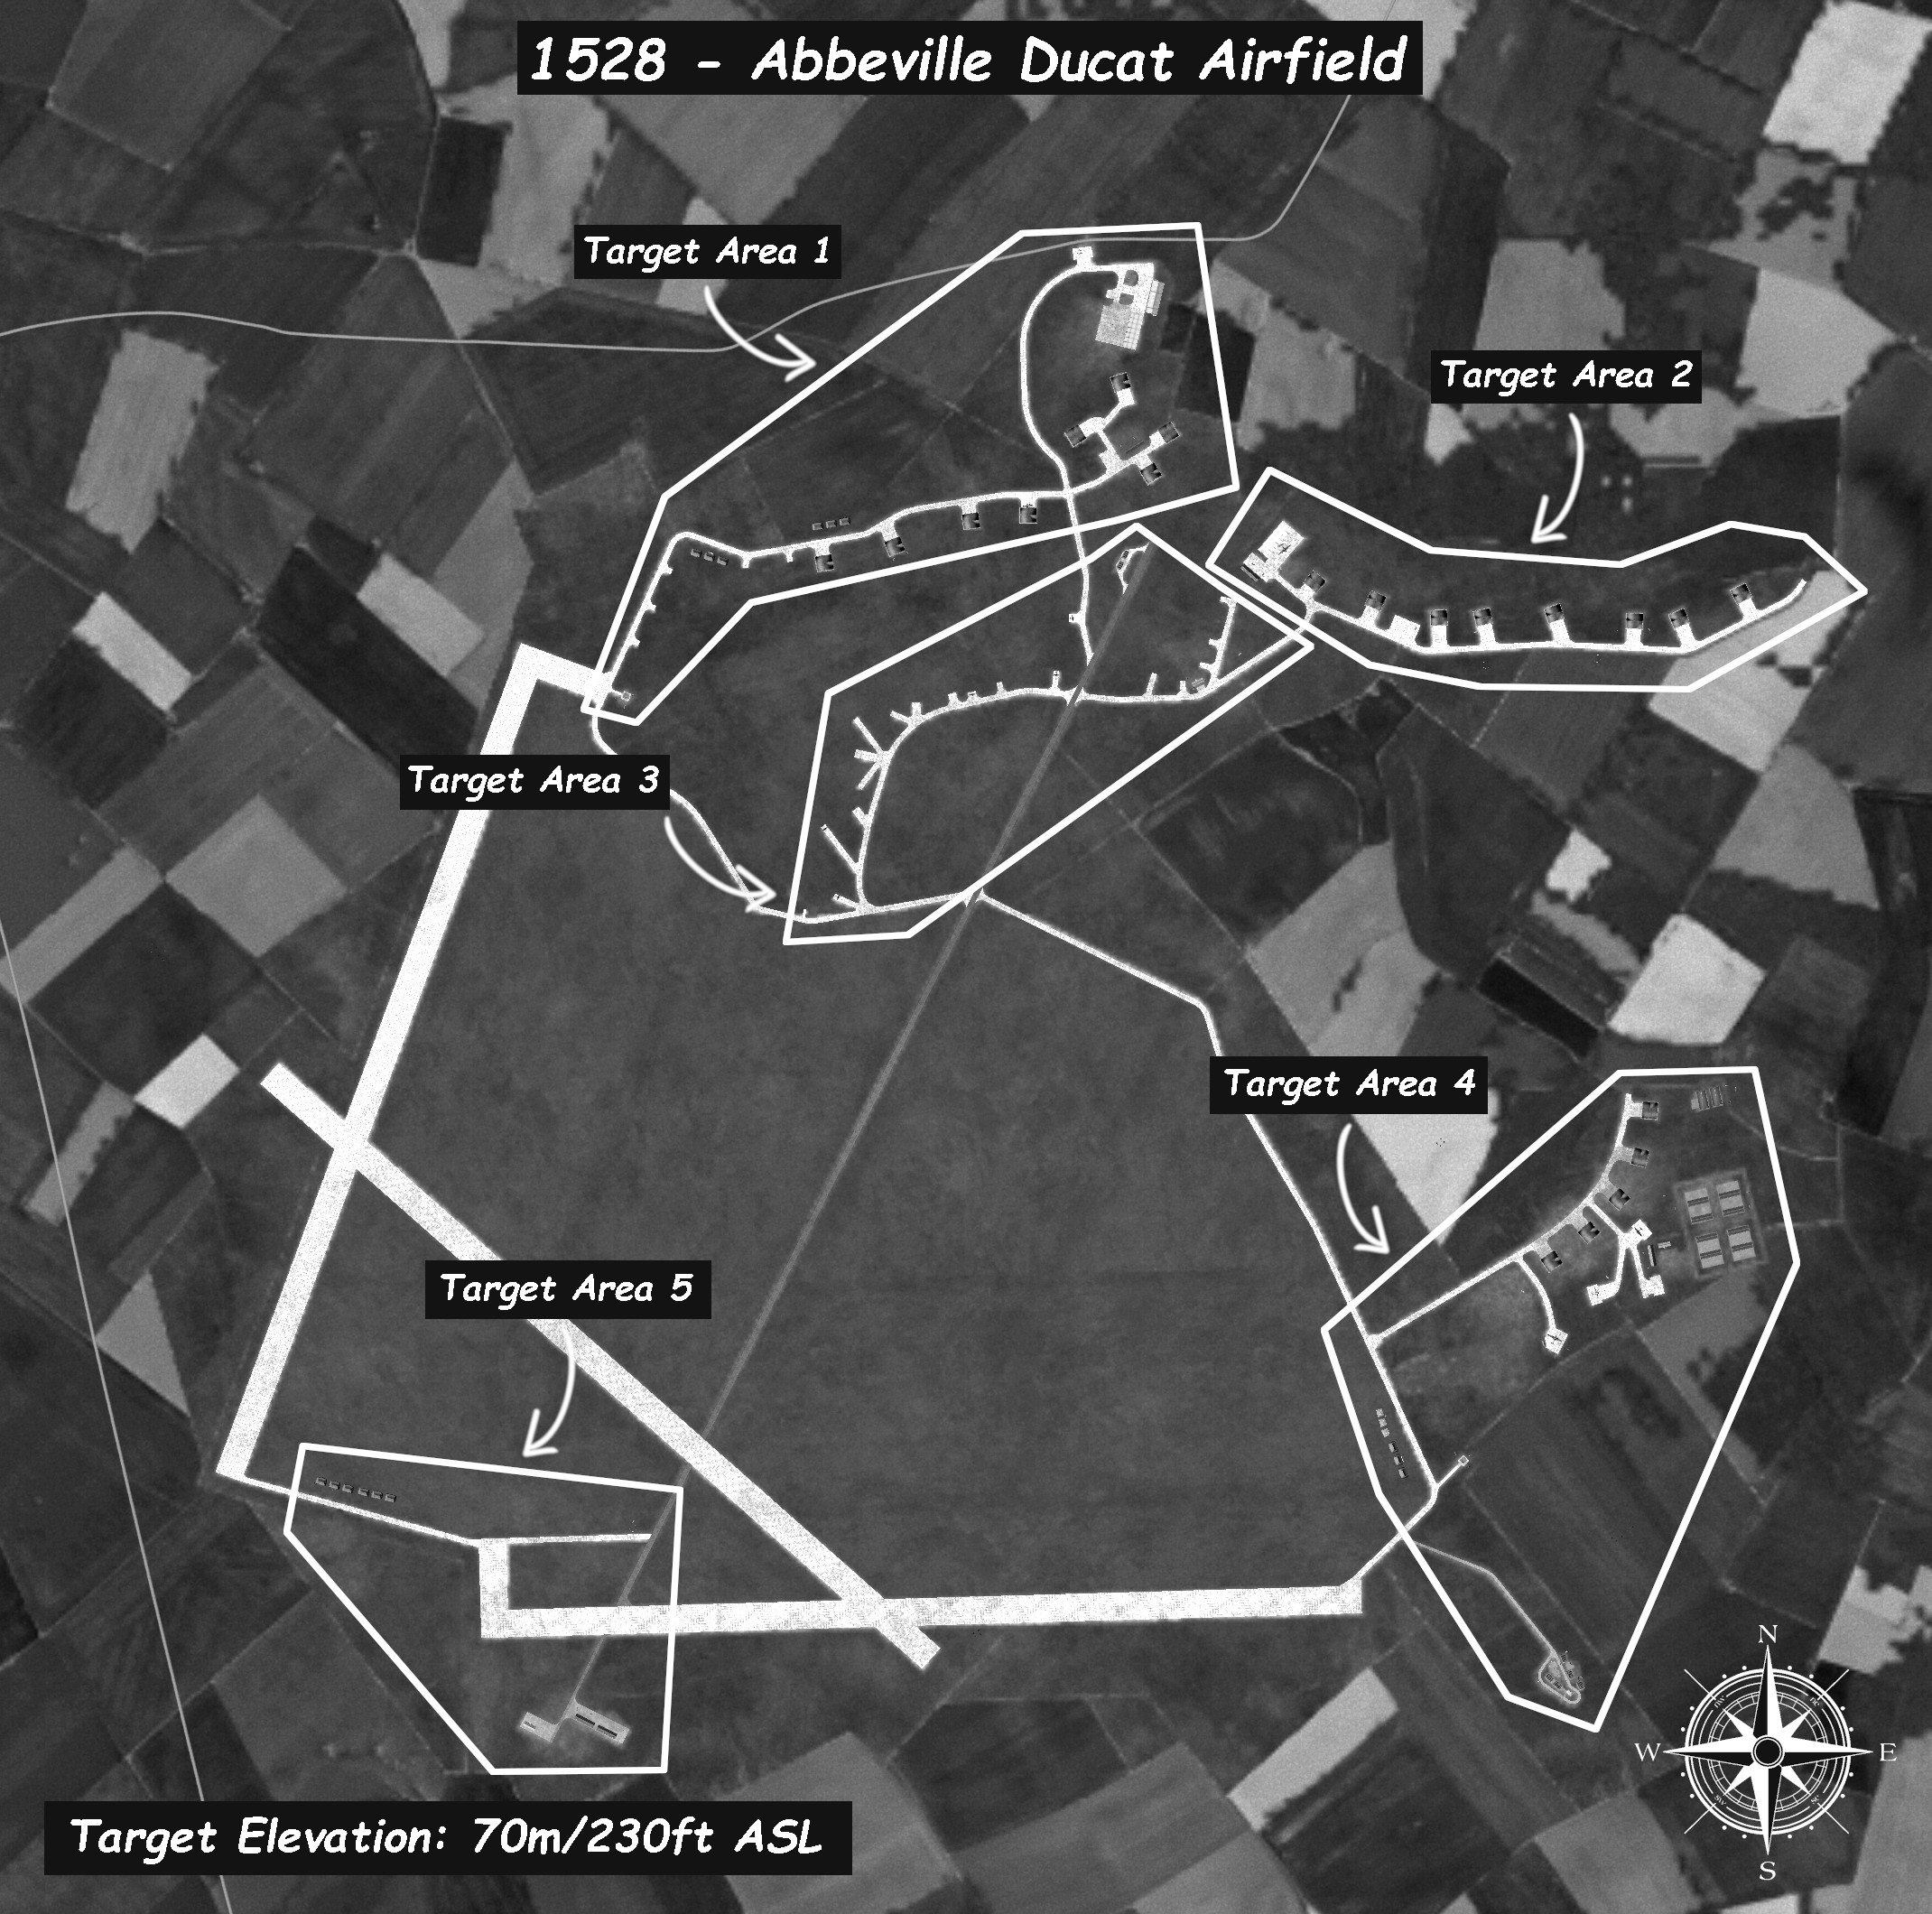 1528 - Abbeville Ducat Airfield
Target Area 1
Target Area 2
Target Area 3
Target Area 4
Target Area 5
Target Elevation: 70m/230ft ASL
N
W
E
S